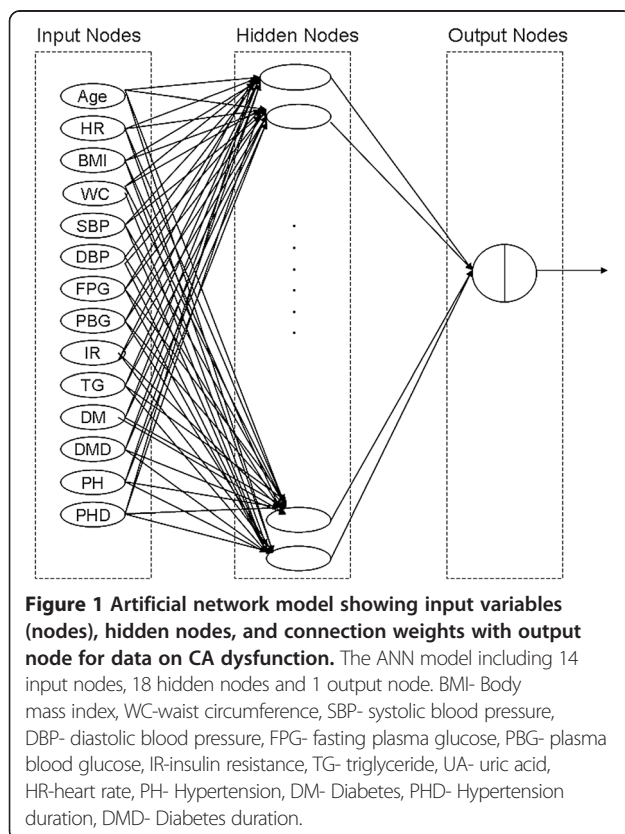 Input Nodes Hidden Nodes Output Nodes
Age
HR
BMI
WC
SBP
DBP
FPG
PBG
IR
TG
DM
DMD
PH
PHD
Figure 1 Artificial network model showing input variables
(nodes), hidden nodes, and connection weights with output
node for data on CA dysfunction. The ANN model including 14
input nodes, 18 hidden nodes and 1 output node. BMI- Body
mass index, WC-waist circumference, SBP- systolic blood pressure,
DBP- diastolic blood pressure, FPG- fasting plasma glucose, PBG- plasma
blood glucose, IR-insulin resistance, TG- triglyceride, UA- uric acid,
HR-heart rate, PH- Hypertension, DM- Diabetes, PHD- Hypertension
duration, DMD- Diabetes duration.